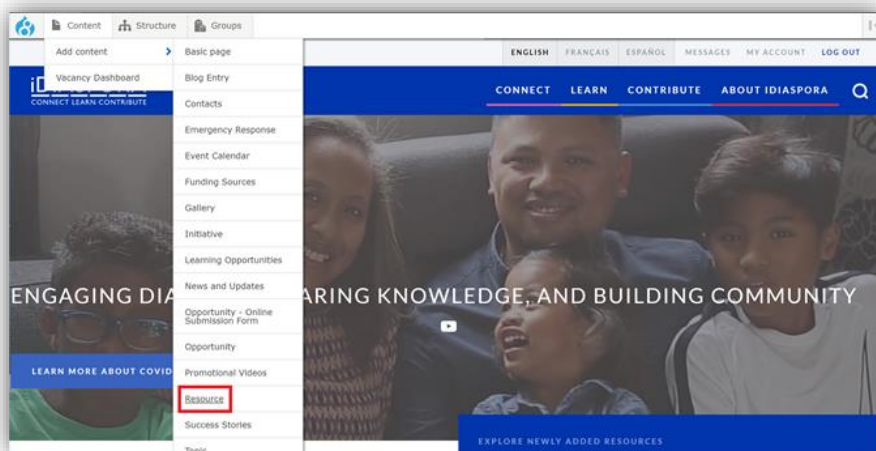 Content Structure Groups
Add content
Vacancy Dashboard
Basic page
Blog Entry
Contacts
Emergency Response
Event Calendar
Funding Sources
Gallery
Initiative
Learning Opportunities
News and Updates
Opportunity - Online
Submission Form
Opportunity
Promotional Videos
Resource
Success Stories
Topic
ENGLISH FRANÇAIS ESPAÑOL MESSAGES MY ACCOUNT LOG OUT
CONNECT LEARN CONTRIBUTE
CONNECT LEARN CONTRIBUTE ABOUT IDIASPORA
ENGAGING DIA ARING KNOWLEDGE, AND BUILDING COMMUNITY
LEARN MORE ABOUT COVID
EXPLORE NEWLY ADDED RESOURCES